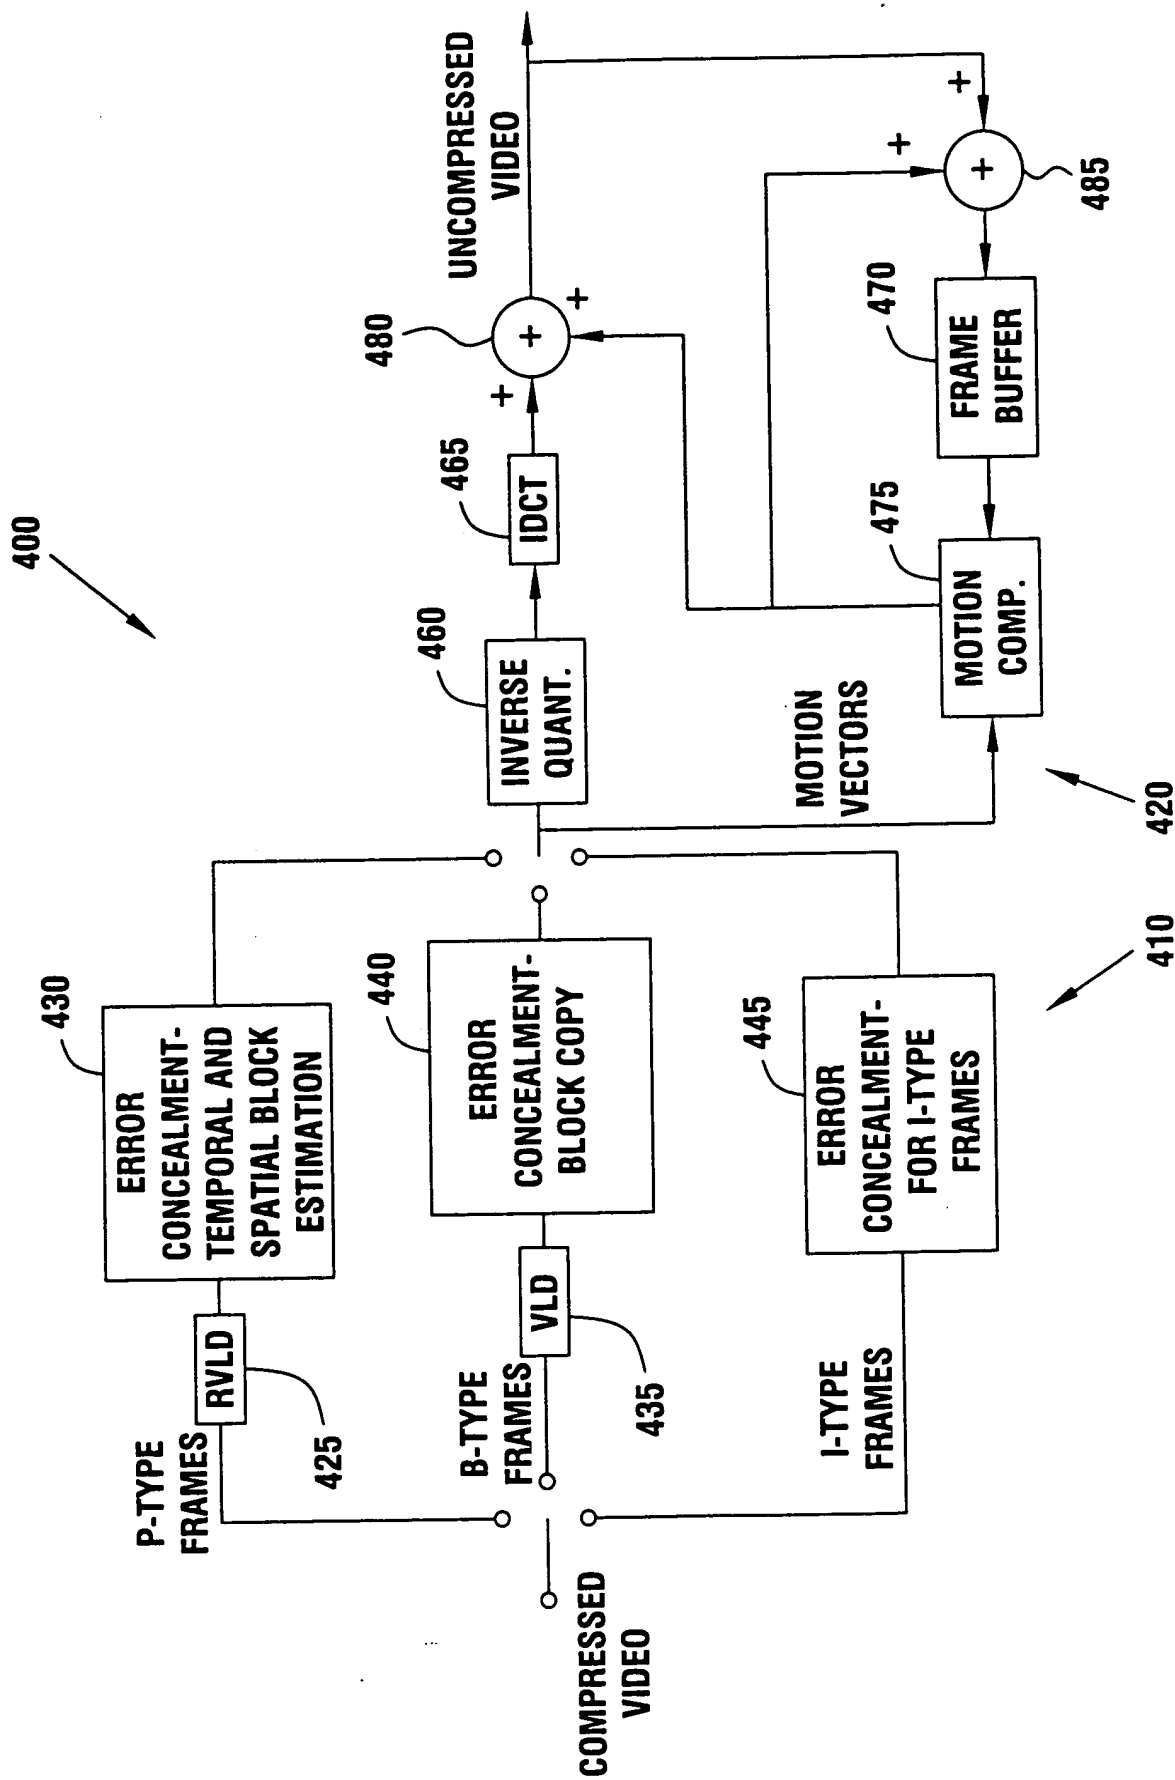 400
P-TYPE
FRAMES
RVLD
425
ERROR
CONCEALMENT-
TEMPORAL AND
SPATIAL BLOCK
ESTIMATION
430
COMPRESSED
VIDEO
B-TYPE
FRAMES
VLD
435
ERROR
CONCEALMENT-
BLOCK COPY
440
I-TYPE
FRAMES
ERROR
CONCEALMENT-
FOR I-TYPE
FRAMES
445
410
INVERSE
QUANT.
460
IDCT
465
+
+
+
480
UNCOMPRESSED
VIDEO
MOTION
VECTORS
MOTION
COMP.
475
FRAME
BUFFER
470
+
+
+
485
420